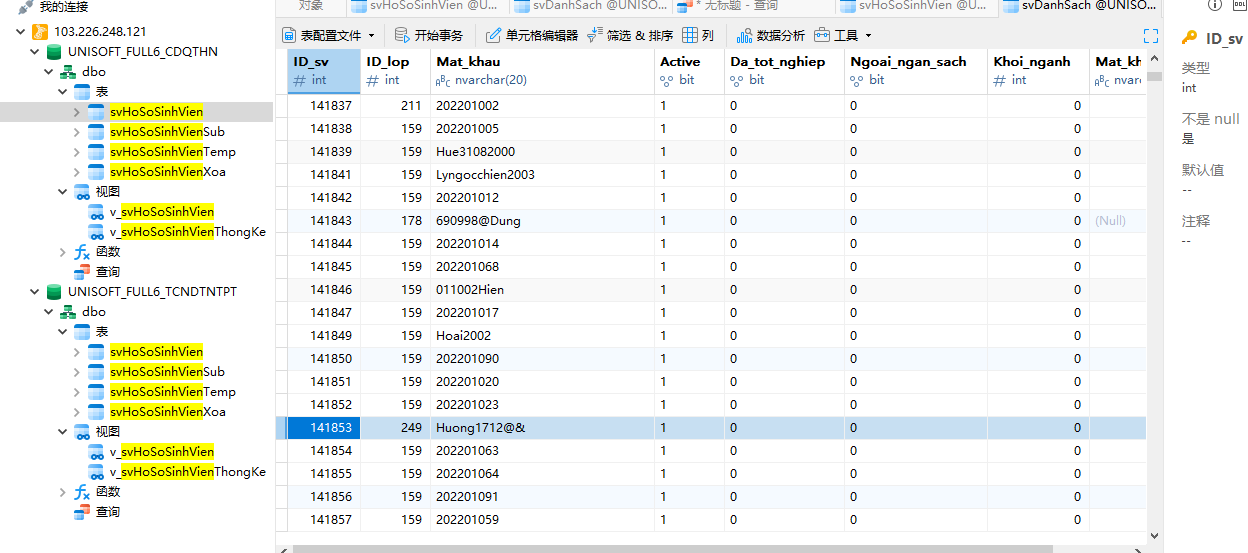 我的连接
103.226.248.121
UNISOFT_FULL6_CDQTHN
dbo
表
svHoSoSinhVien
svHoSoSinhVienSub
svHoSoSinhVienTemp
svHoSoSinhVienXoa
视图
v_svHoSoSinhVien
v_svHoSoSinhVienThongKe
函数
查询
UNISOFT_FULL6_TCNDTNTPT
dbo
表
svHoSoSinhVien
svHoSoSinhVienSub
svHoSoSinhVienTemp
svHoSoSinhVienXoa
视图
v_svHoSoSinhVien
v_svHoSoSinhVienThongKe
函数
查询
对象 svHoSoSinhVien @U... svDanhSach @UNISO... * 无标题 - 查询 svHoSoSinhVien @U... svDanhSach @UNISO...
表配置文件 开始事务 单元格编辑器 筛选 & 排序 列 数据分析 工具
ID_sv ID_lop Mat_khau Active Da_tot_nghiep Ngoai_ngan_sach Khoi_nganh Mat_kh
# int # int nvarchar(20) bit bit bit # int nvarc
141837 211 202201002 1 0 0 0
141838 159 202201005 1 0 0 0
141839 159 Hue31082000 1 0 0 0
141841 159 Lyngocchien2003 1 0 0 0
141842 159 202201012 1 0 0 0
141843 178 690998@Dung 1 0 0 0 (Null)
141844 159 202201014 1 0 0 0
141845 159 202201068 1 0 0 0
141846 159 011002Hien 1 0 0 0
141847 159 202201017 1 0 0 0
141849 159 Hoai2002 1 0 0 0
141850 159 202201090 1 0 0 0
141851 159 202201020 1 0 0 0
141852 159 202201023 1 0 0 0
141853 249 Huong1712@& 1 0 0 0
141854 159 202201063 1 0 0 0
141855 159 202201064 1 0 0 0
141856 159 202201091 1 0 0 0
141857 159 202201059 1 0 0 0
DDL
ID_sv
类型
int
不是 null
是
默认值
--
注释
--